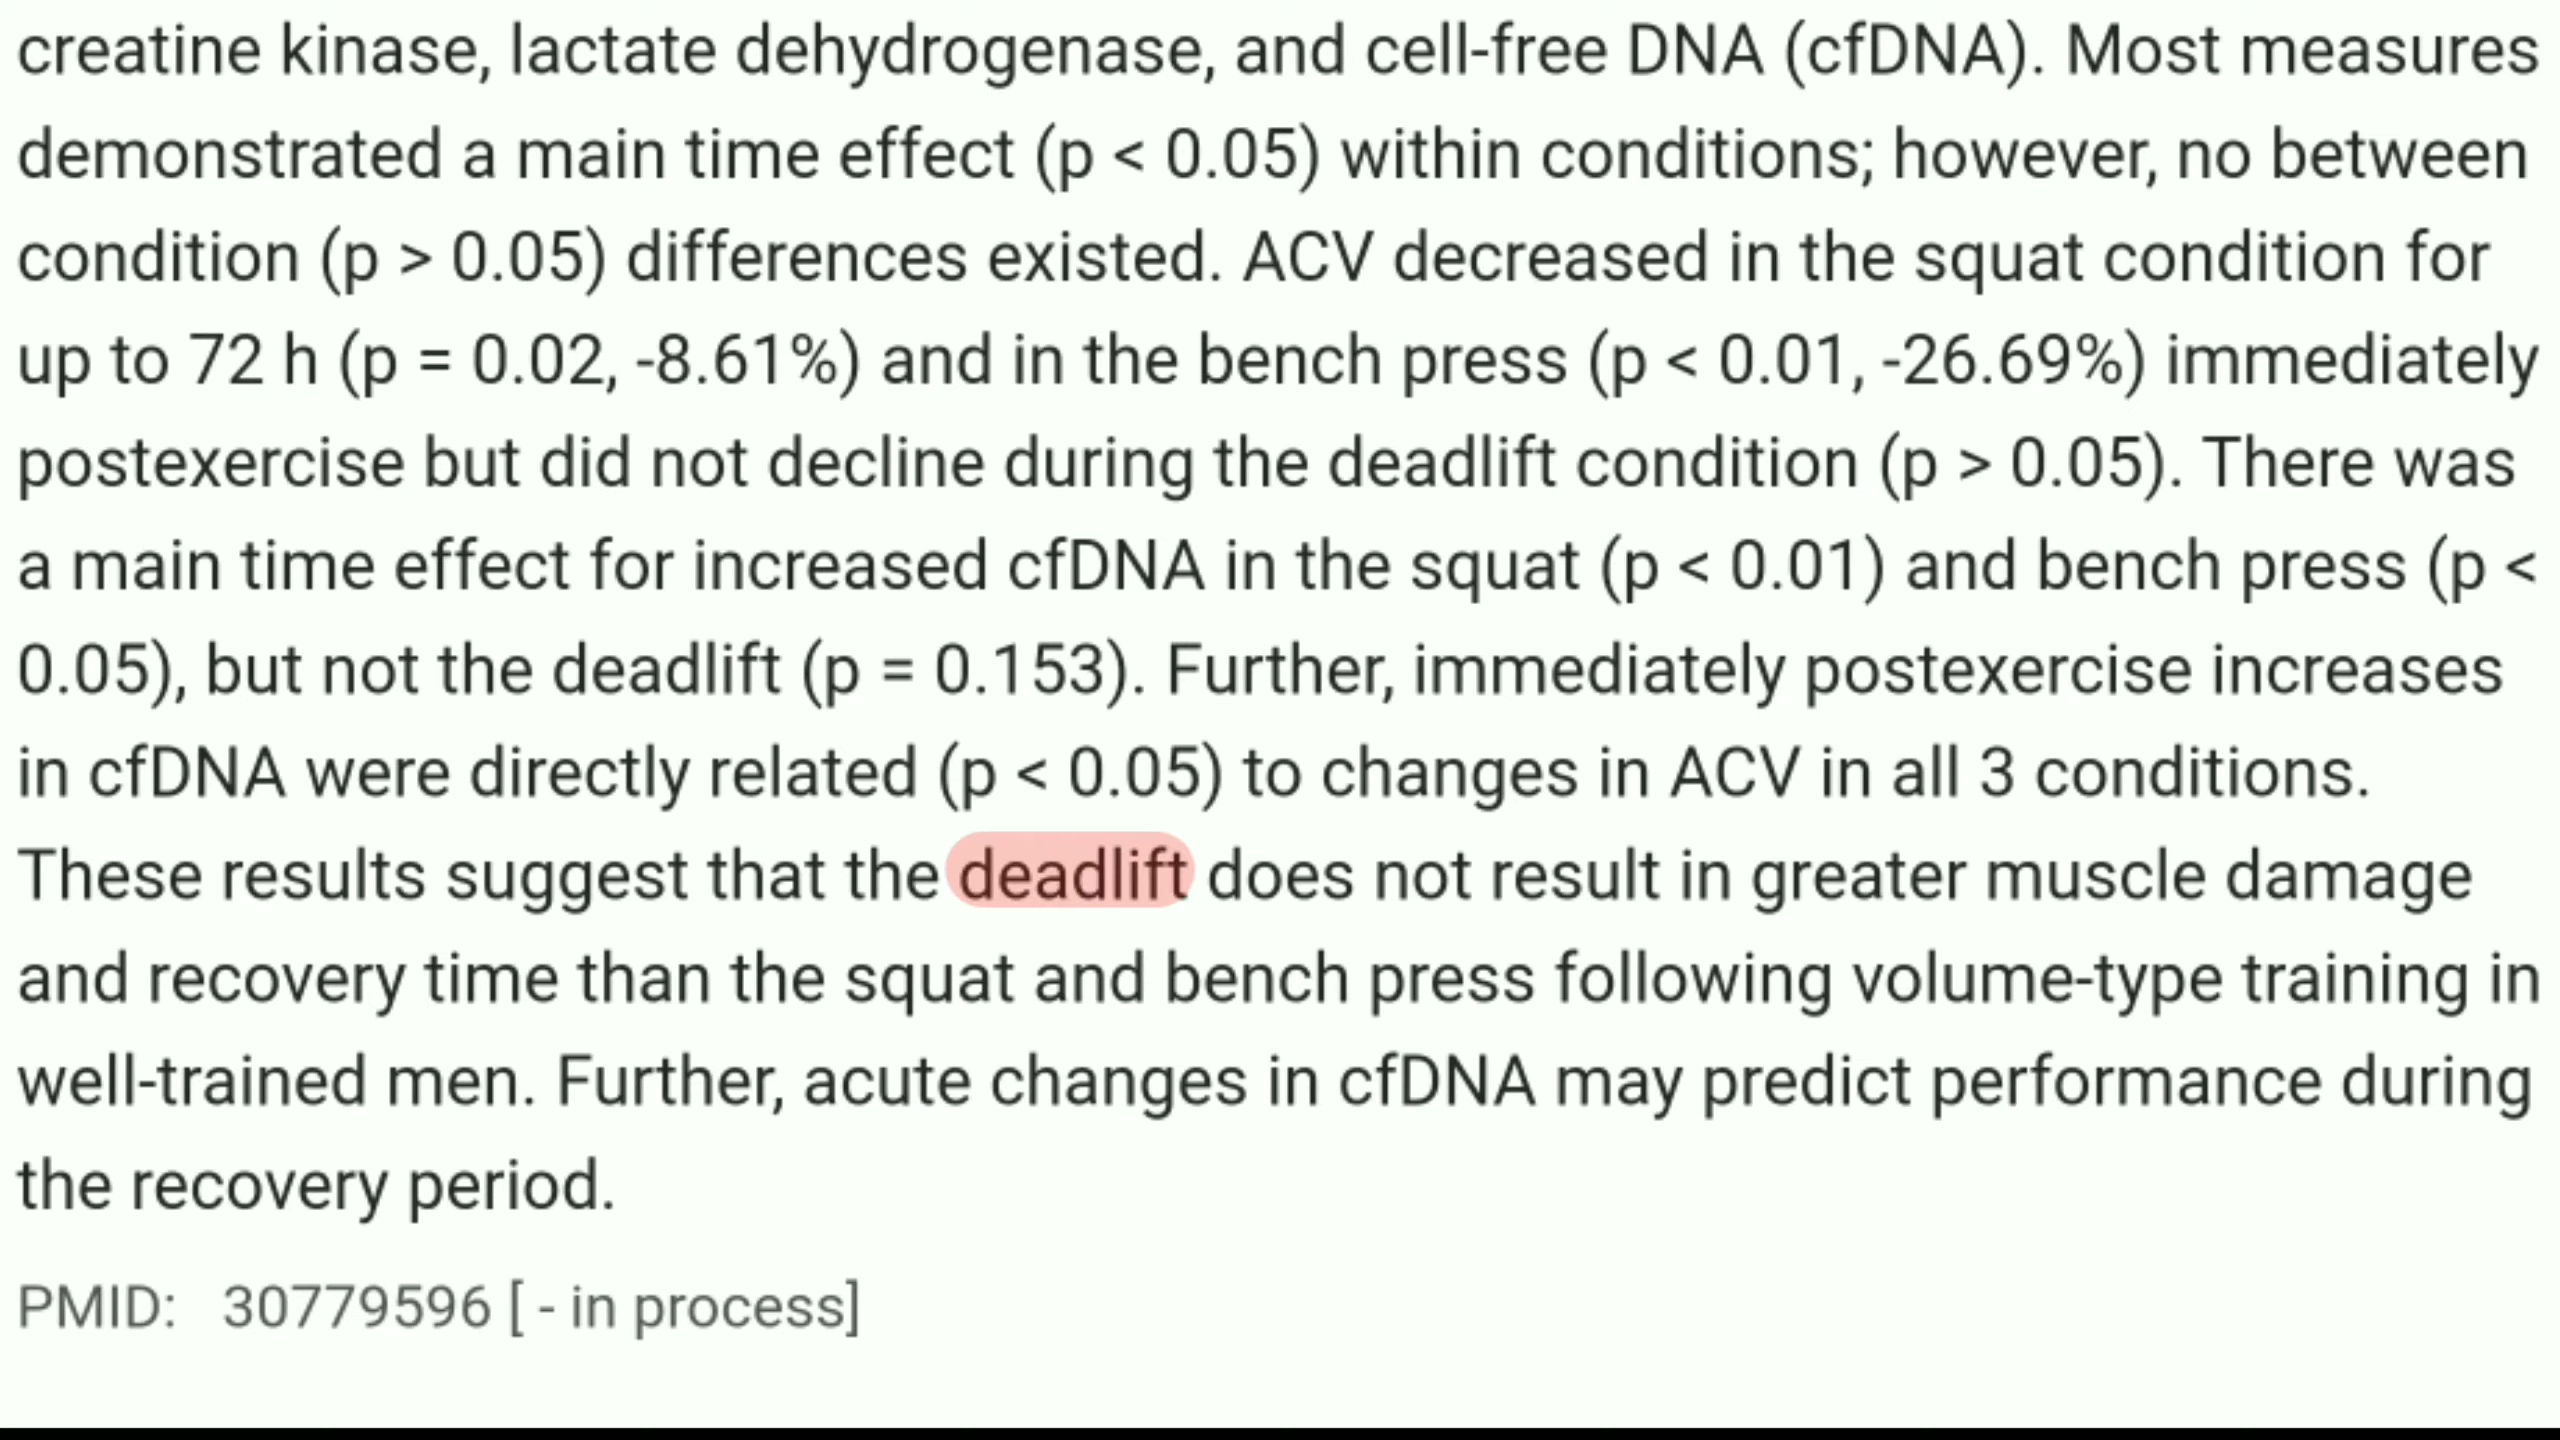 creatine kinase, lactate dehydrogenase, and cell-free DNA (cfDNA). Most measures
demonstrated a main time effect (p < 0.05) within conditions; however, no between
condition (p > 0.05) differences existed. ACV decreased in the squat condition for
up to 72 h (p = 0.02, -8.61%) and in the bench press (p < 0.01, -26.69%) immediately
postexercise but did not decline during the deadlift condition (p > 0.05). There was
a main time effect for increased cfDNA in the squat (p < 0.01) and bench press (p <
0.05), but not the deadlift (p = 0.153). Further, immediately postexercise increases
in cfDNA were directly related (p < 0.05) to changes in ACV in all 3 conditions.
These results suggest that the deadlift does not result in greater muscle damage
and recovery time than the squat and bench press following volume-type training in
well-trained men. Further, acute changes in cfDNA may predict performance during
the recovery period.
PMID: 30779596 [ - in process]